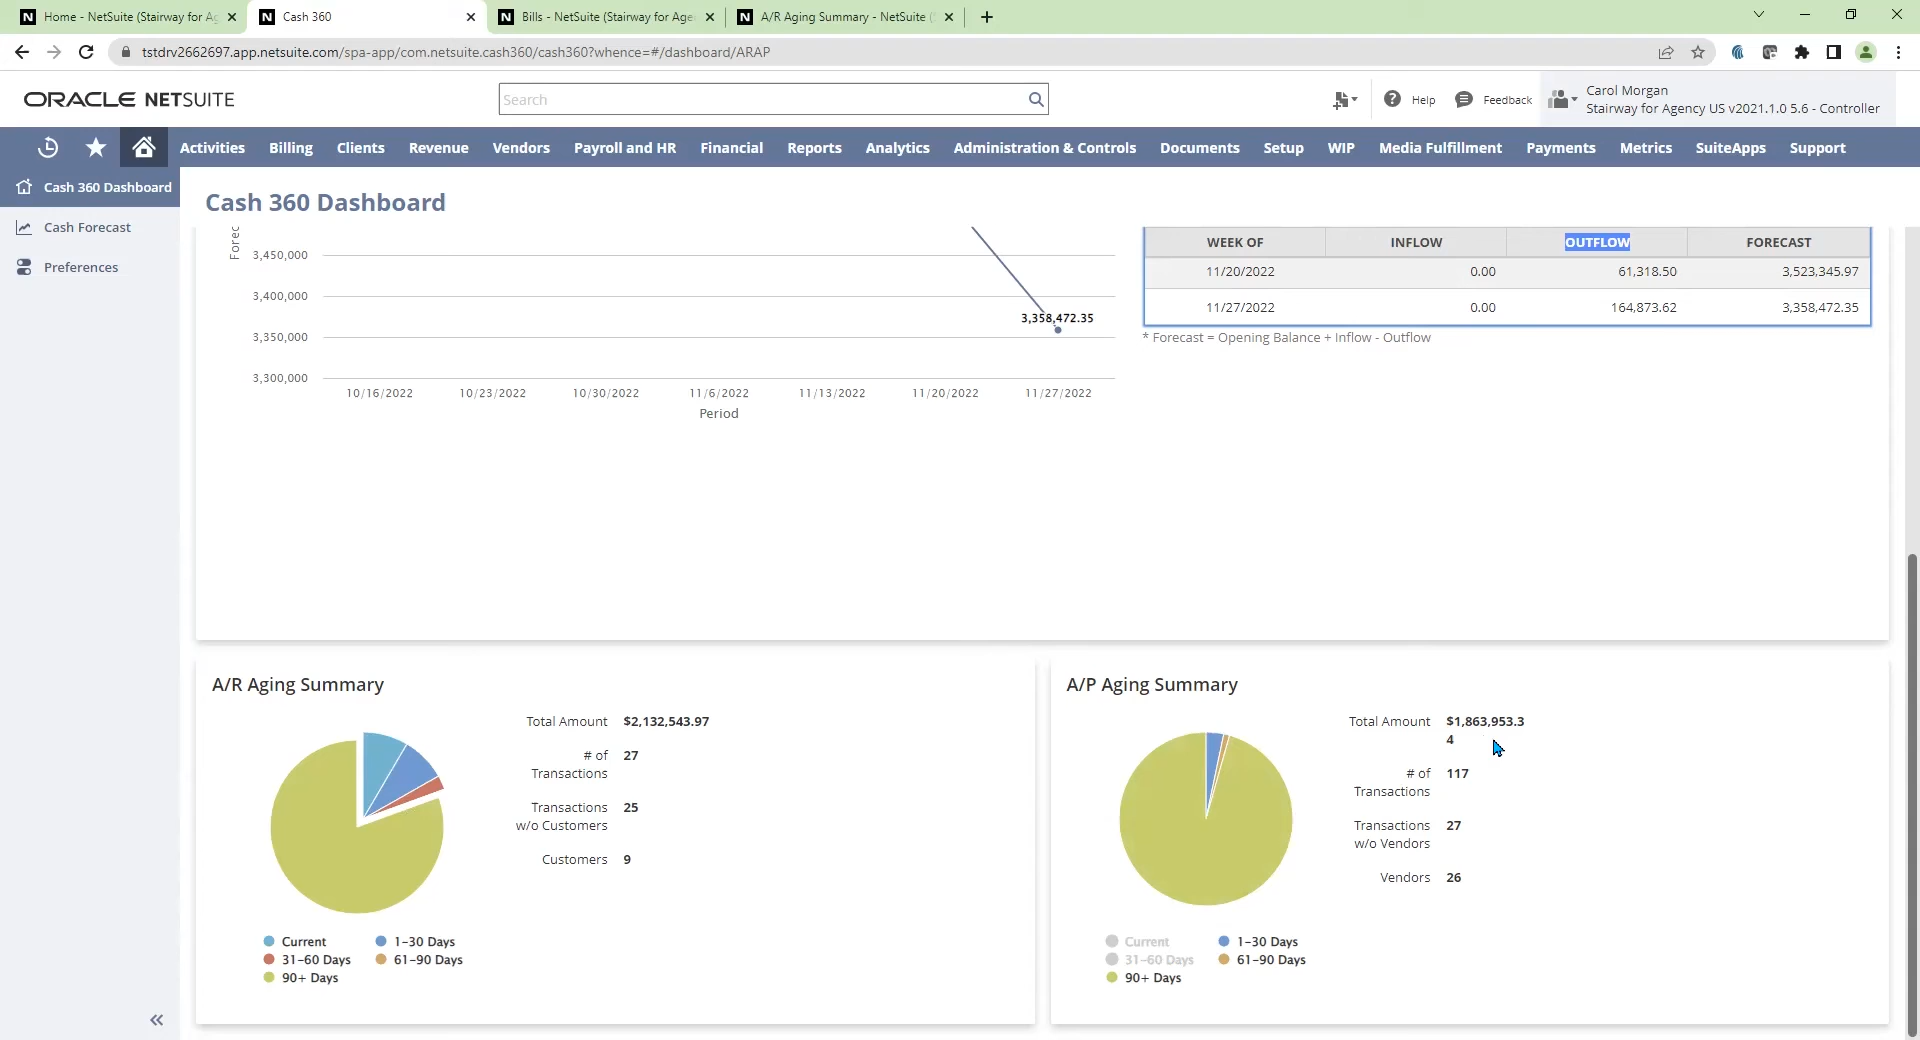 Home - NetSuite (Stairway for Ag
Cash 360
Bills - NetSuite (Stairway for Age
A/R Aging Summary - NetSuite (
tstdrv2662697.app.netsuite.com/spa-app/com.netsuite.cash360/cash360?whence=#/dashboard/ARAP
ORACLE NETSUITE
Search
Help
Feedback
Carol Morgan
Stairway for Agency US v2021.1.0 5.6 - Controller
Activities Billing Clients Revenue Vendors Payroll and HR Financial Reports Analytics Administration & Controls Documents Setup WIP Media Fulfillment Payments Metrics SuiteApps Support
Cash 360 Dashboard
Cash Forecast
Preferences
Cash 360 Dashboard
Forec
3,450,000
3,400,000
3,350,000
3,300,000
3,358,472.35
10/16/2022 10/23/2022 10/30/2022 11/6/2022 11/13/2022 11/20/2022 11/27/2022
Period
WEEK OF INFLOW OUTFLOW FORECAST
11/20/2022 0.00 61,318.50 3,523,345.97
11/27/2022 0.00 164,873.62 3,358,472.35
* Forecast = Opening Balance + Inflow - Outflow
A/R Aging Summary
Total Amount $2,132,543.97
# of 27
Transactions
Transactions 25
w/o Customers
Customers 9
Current 1-30 Days
31-60 Days 61-90 Days
90+ Days
A/P Aging Summary
Total Amount $1,863,953.3
4
# of 117
Transactions
Transactions 27
w/o Vendors
Vendors 26
Current 1-30 Days
31-60 Days 61-90 Days
90+ Days